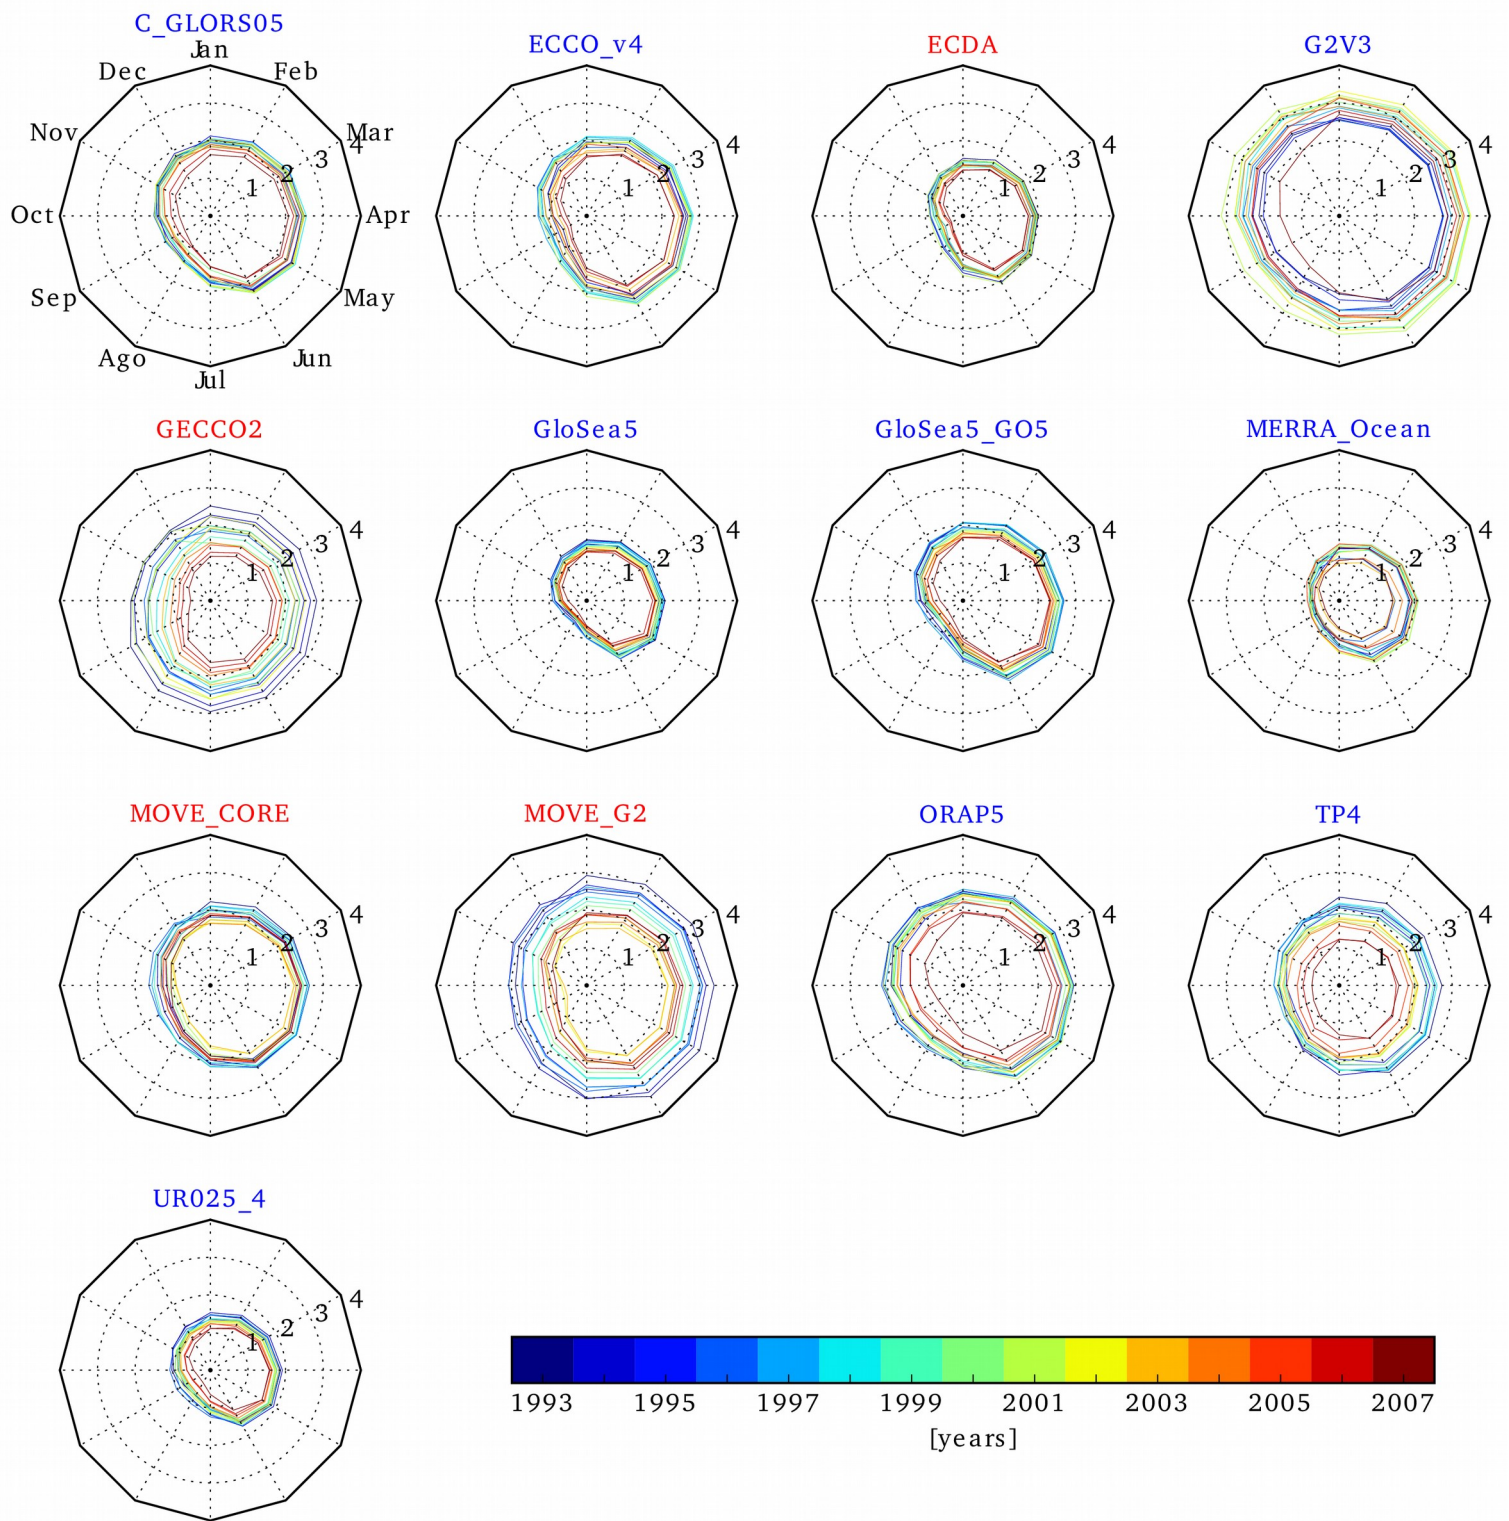 C_GLORS05
ECCO_v4
ECDA
G2V3
Jan
Dec
Feb
Nov
Mar
Oct
Apr
Sep
May
Ago
Jun
Jul
1 2 3 4
1 2 3 4
1 2 3 4
1 2 3 4
GECCO2
GloSea5
GloSea5_GO5
MERRA_Ocean
1 2 3 4
1 2 3 4
1 2 3 4
1 2 3 4
MOVE_CORE
MOVE_G2
ORAP5
TP4
1 2 3 4
1 2 3 4
1 2 3 4
1 2 3 4
UR025_4
1 2 3 4
1993 1995 1997 1999 2001 2003 2005 2007
[years]